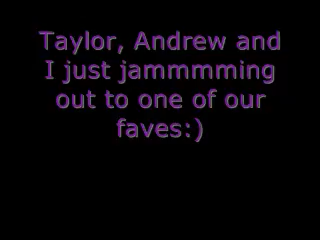 Taylor, Andrew and
I just jammmming
out to one of our
faves:)